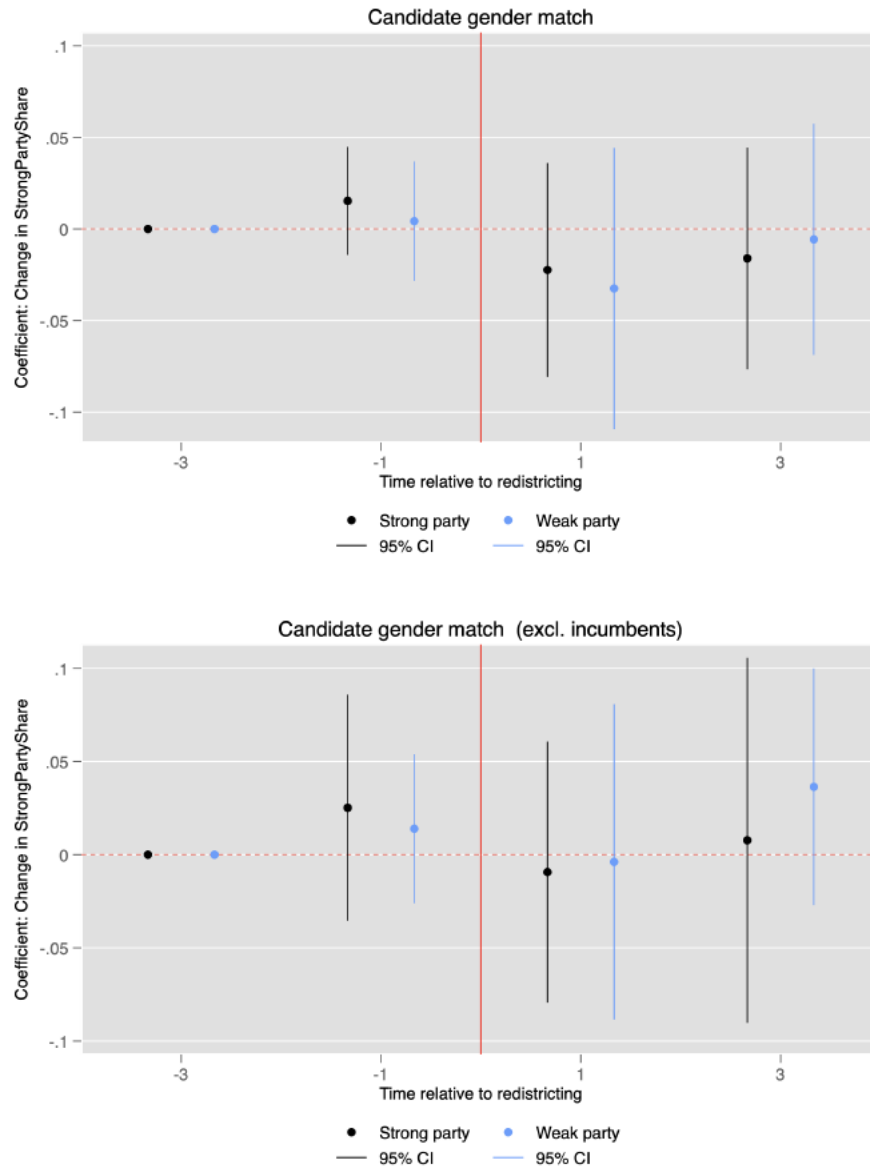 Candidate gender match
Coefficient: Change in StrongPartyShare
.1
.05
0
-.05
-.1
-3
-1
1
3
Time relative to redistricting
Strong party
Weak party
95% CI
95% CI
Candidate gender match (excl. incumbents)
Coefficient: Change in StrongPartyShare
.1
.05
0
-.05
-.1
-3
-1
1
3
Time relative to redistricting
Strong party
Weak party
95% CI
95% CI